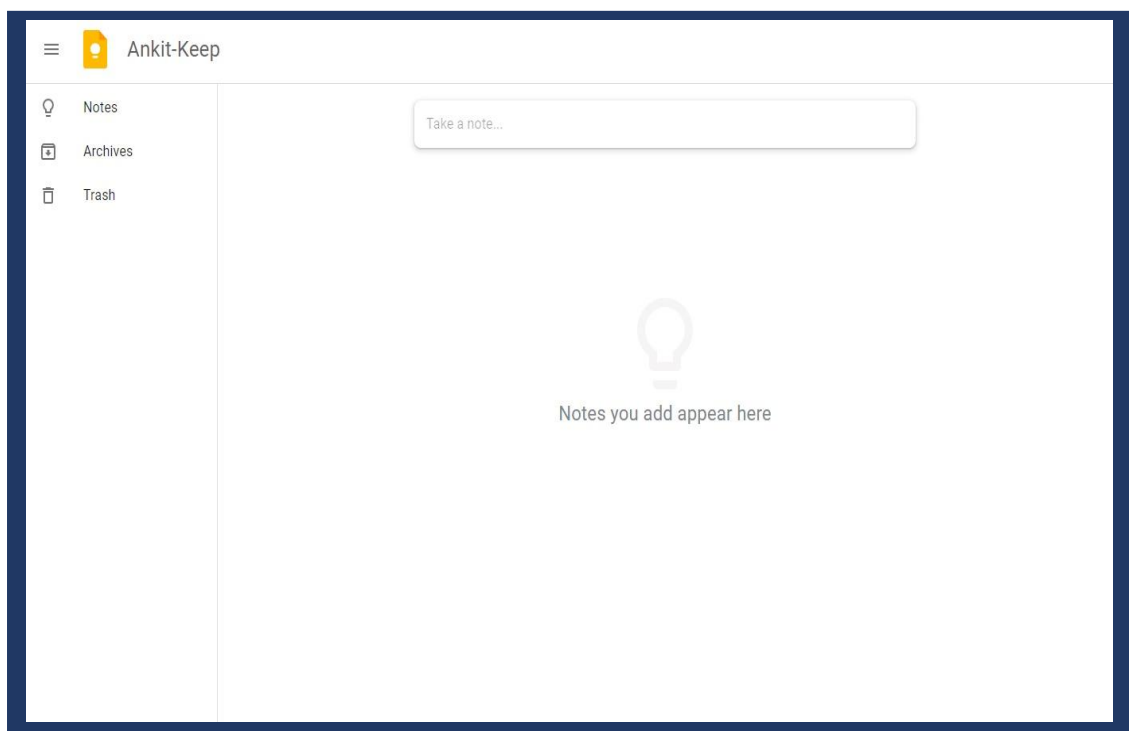 Ankit-Keep
Notes
Archives
Trash
Take a note...
Notes you add appear here